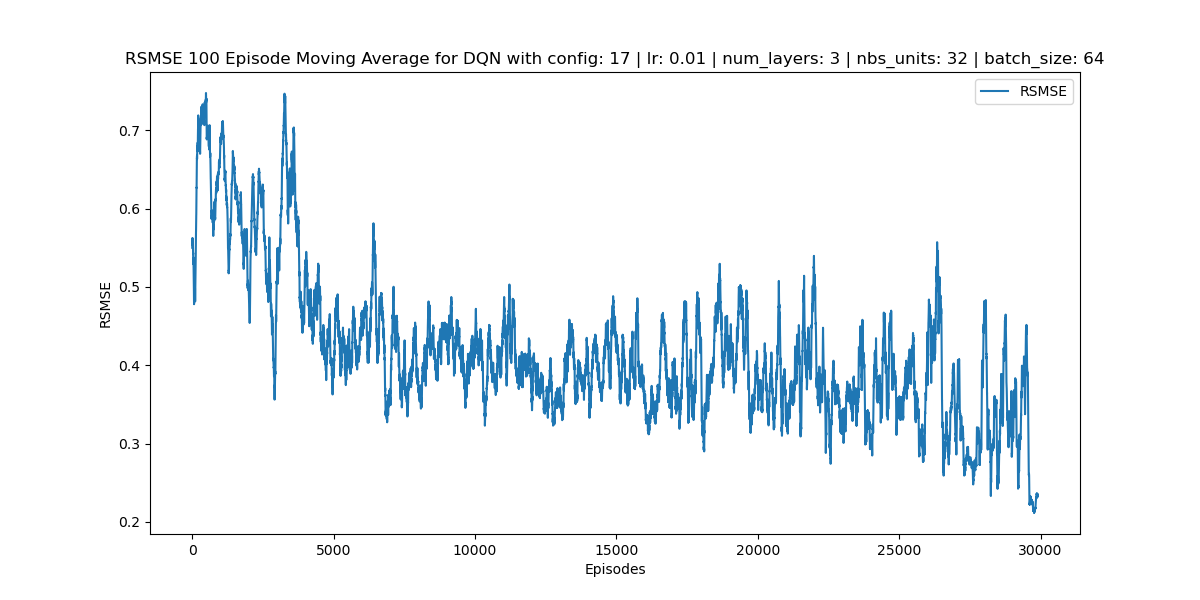 RSMSE 100 Episode Moving Average for DQN with config: 17 | lr: 0.01 | num_layers: 3 | nbs_units: 32 | batch_size: 64
RSMSE
0.7
0.6
0.5
0.4
0.3
0.2
RSMSE
0 5000 10000 15000 20000 25000 30000
Episodes